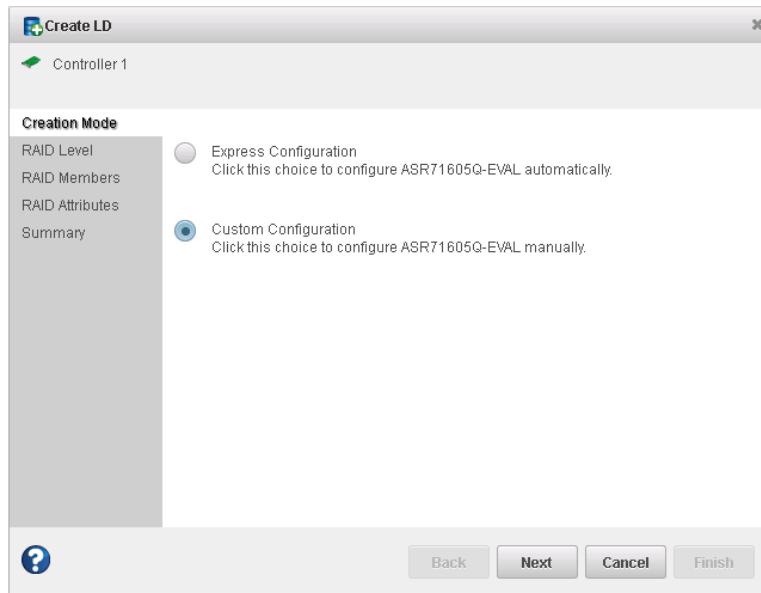 Create LD
Controller 1
Creation Mode
RAID Level
RAID Members
RAID Attributes
Summary
Express Configuration
Click this choice to configure ASR71605Q-EVAL automatically.
Custom Configuration
Click this choice to configure ASR71605Q-EVAL manually.
?
Back
Next
Cancel
Finish